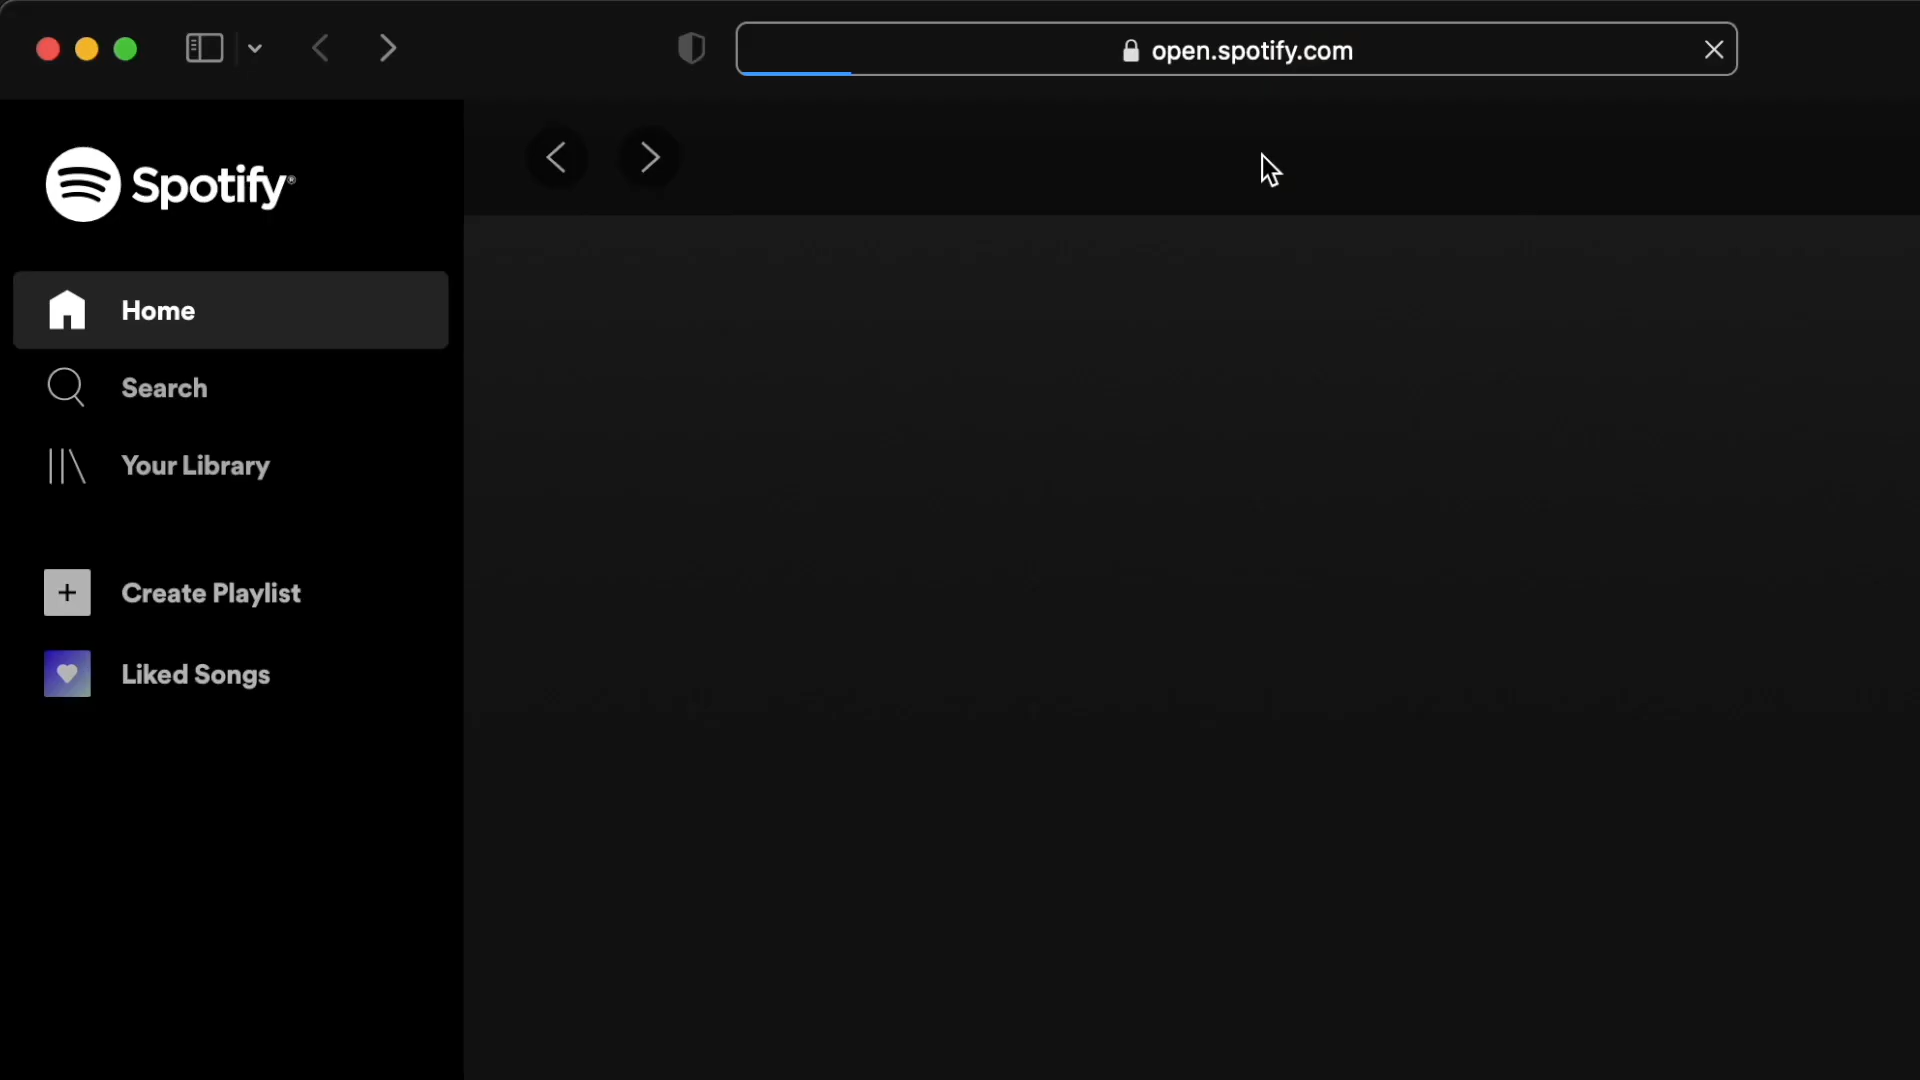 open.spotify.com
Spotify®
Home
Search
Your Library
Create Playlist
Liked Songs